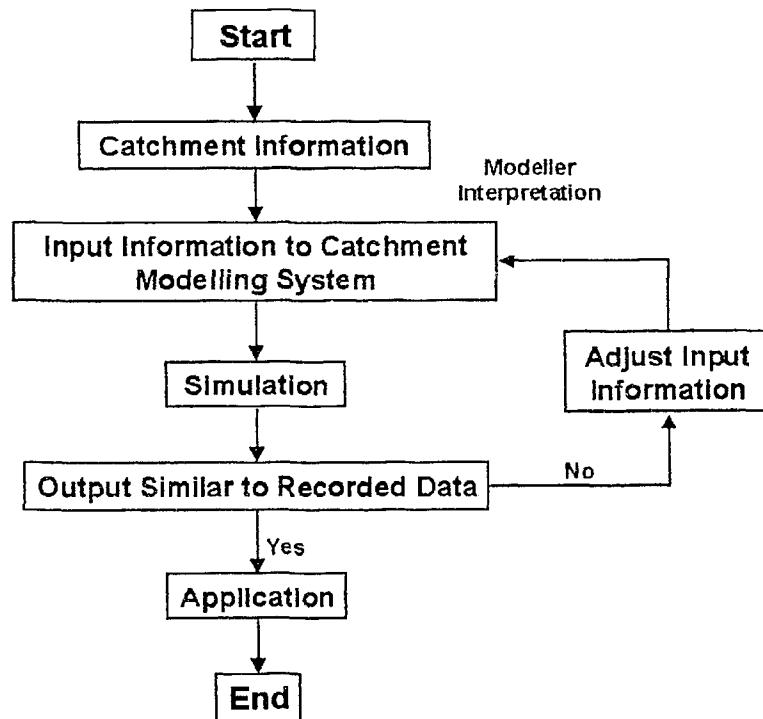 Start
Catchment Information
Modeller
Interpretation
Input Information to Catchment
Modelling System
Adjust Input
Information
Simulation
Output Similar to Recorded Data
No
Yes
Application
End